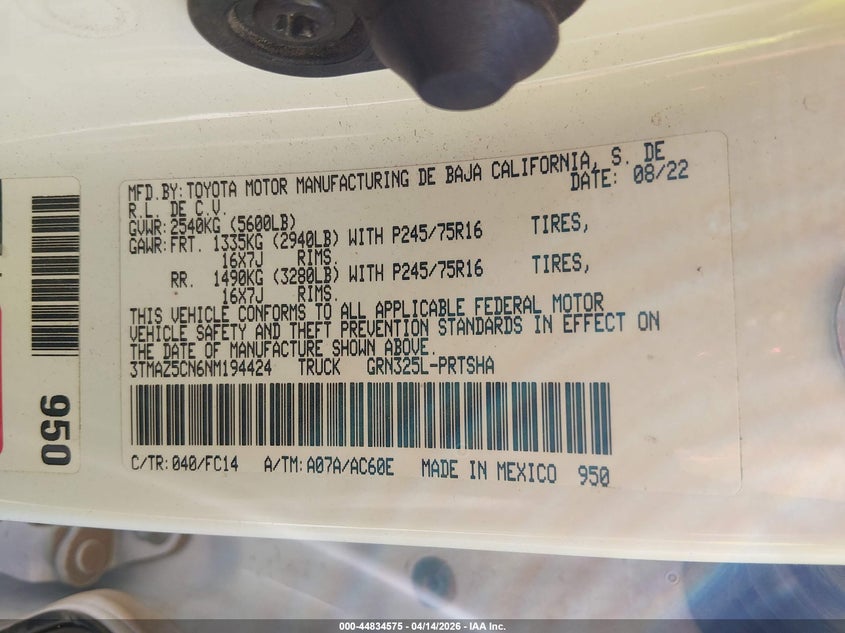 MFD.BY:TOYOTA MOTOR MANUFACTURING DE BAJA CALIFORNIA, S. DE
R.L. DE C.V. DATE: 08/22
GVWR:2540KG (5600LB)
GAWR:FRT. 1335KG (2940LB) WITH P245/75R16 TIRES,
16X7J RIMS.
RR. 1490KG (3280LB) WITH P245/75R16 TIRES,
16X7J RIMS.
THIS VEHICLE CONFORMS TO ALL APPLICABLE FEDERAL MOTOR
VEHICLE SAFETY AND THEFT PREVENTION STANDARDS IN EFFECT ON
THE DATE OF MANUFACTURE SHOWN ABOVE.
3TMAZ5CN6NM194424 TRUCK GRN325L-PRTSHA
C/TR:040/FC14 A/TM:A07A/AC60E MADE IN MEXICO 950
950
000-44834575 - 04/14/2026 - IAA Inc.